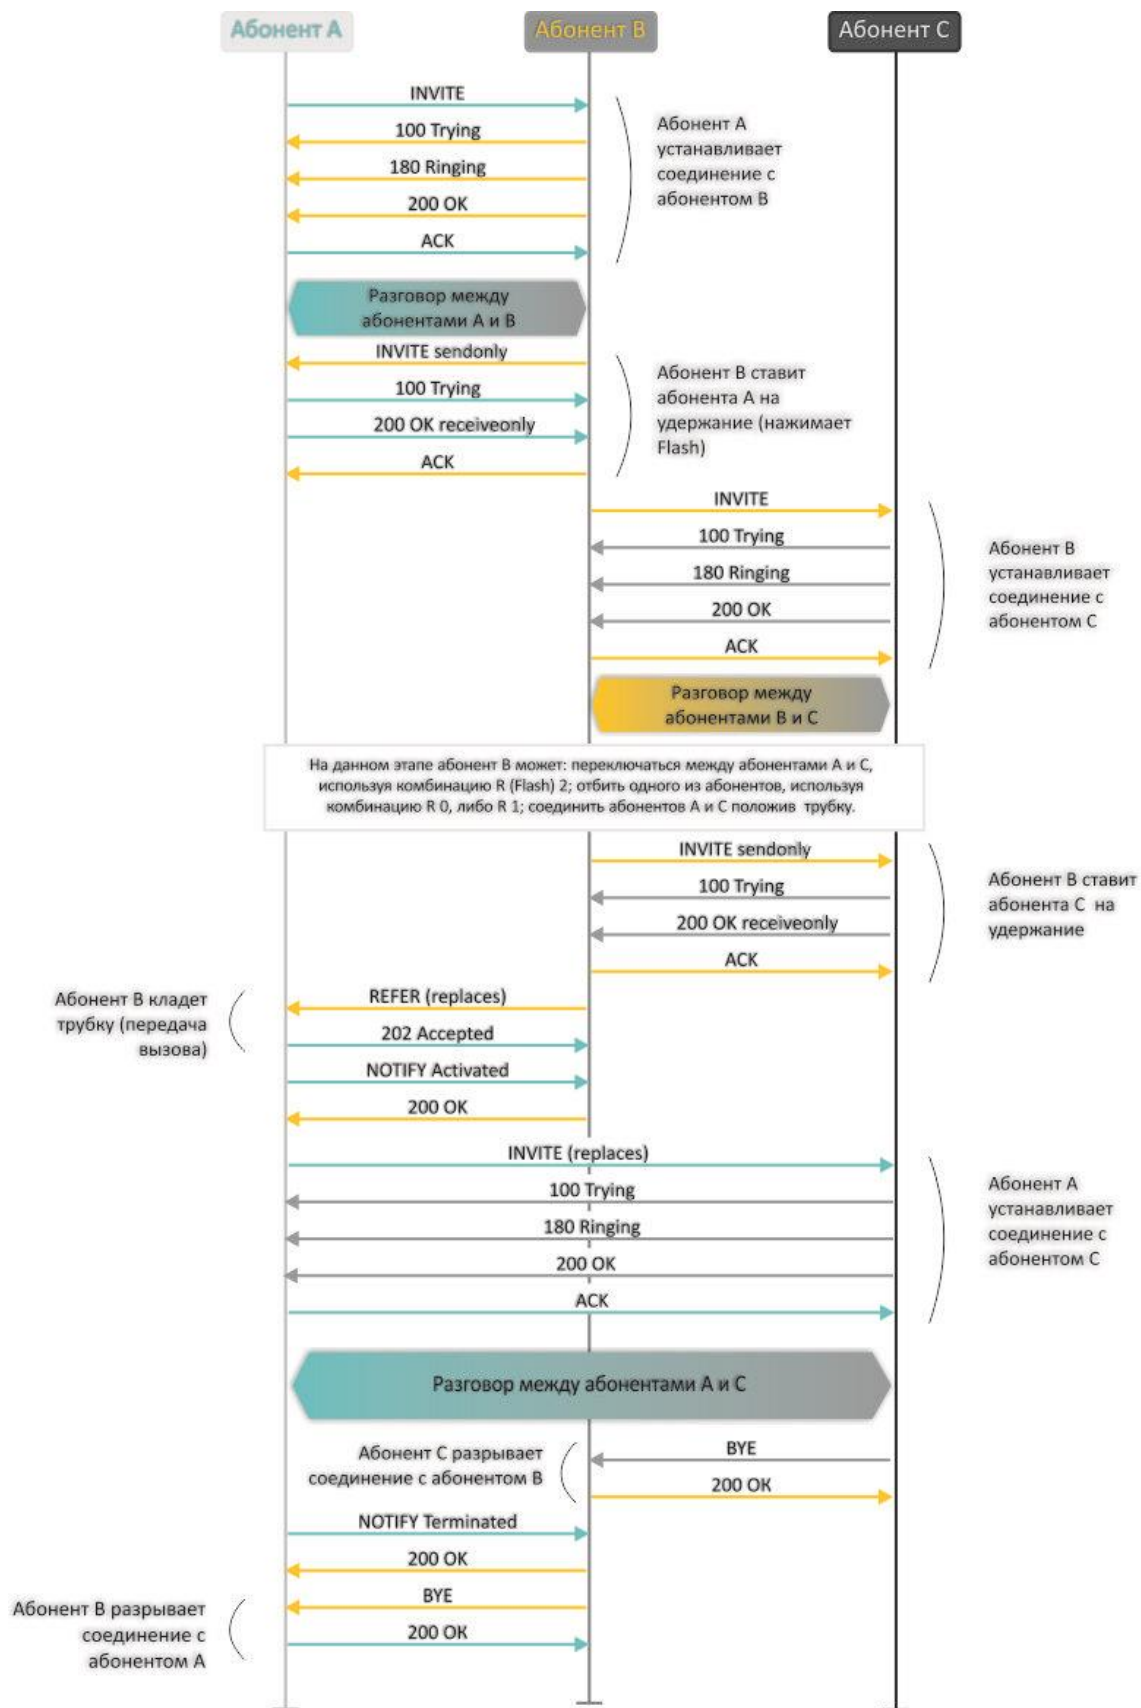 Абонент А
Абонент В
Абонент С
INVITE
100 Trying
180 Ringing
200 OK
ACK
Абонент А
устанавливает
соединение с
абонентом В
Разговор между
абонентами А и В
INVITE sendonly
100 Trying
200 OK receiveonly
ACK
Абонент В ставит
абонента А на
удержание (нажимает
Flash)
INVITE
100 Trying
180 Ringing
200 OK
ACK
Абонент В
устанавливает
соединение с
абонентом С
Разговор между
абонентами В и С
На данном этапе абонент В может: переключаться между абонентами А и С,
используя комбинацию R (Flash) 2; отбить одного из абонентов, используя
комбинацию R 0, либо R 1; соединить абонентов А и С положив трубку.
INVITE sendonly
100 Trying
200 OK receiveonly
ACK
Абонент В ставит
абонента С на
удержание
Абонент В кладет
трубку (передача
вызова)
REFER (replaces)
202 Accepted
NOTIFY Activated
200 OK
INVITE (replaces)
100 Trying
180 Ringing
200 OK
ACK
Абонент А
устанавливает
соединение с
абонентом С
Разговор между абонентами А и С
Абонент С разрывает
соединение с абонентом В
BYE
200 OK
NOTIFY Terminated
200 OK
BYE
200 OK
Абонент В разрывает
соединение с
абонентом А